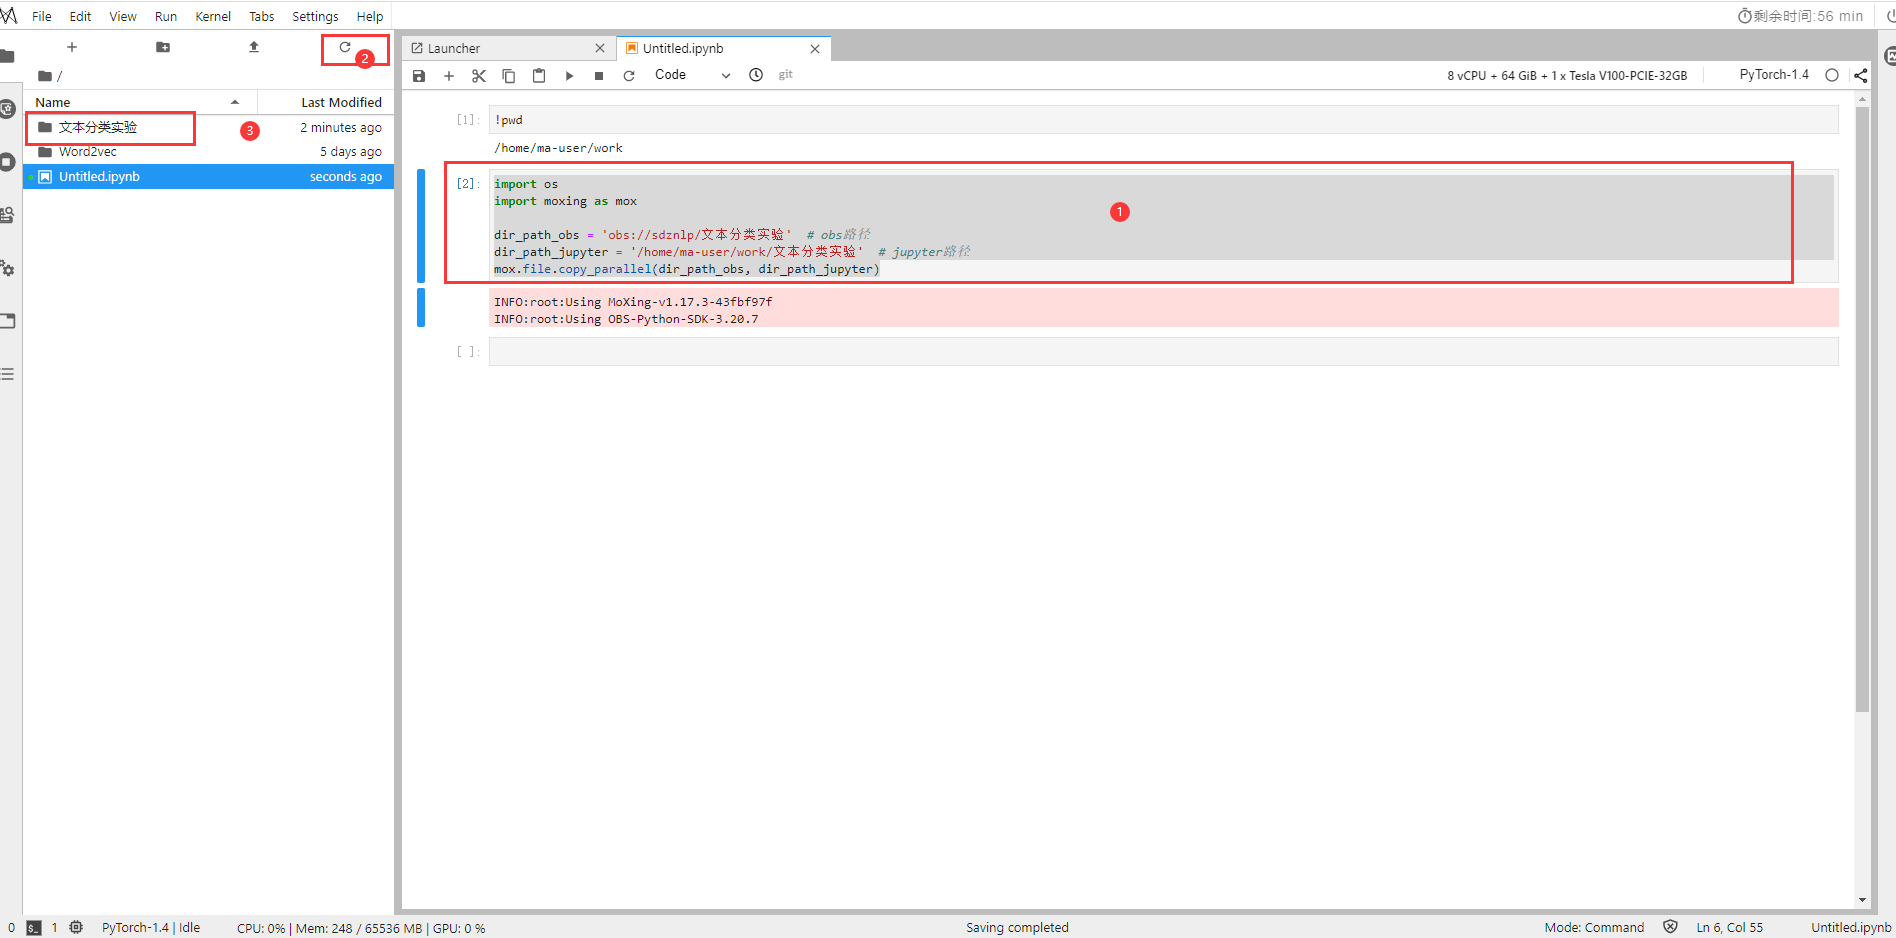 File Edit View Run Kernel Tabs Settings Help
剩余时间:56 min
2
/
Name Last Modified
文本分类实验 3 2 minutes ago
Word2vec 5 days ago
Untitled.ipynb seconds ago
Launcher Untitled.ipynb
Code git 8 vCPU + 64 GiB + 1 x Tesla V100-PCIE-32GB PyTorch-1.4
[1]: !pwd
/home/ma-user/work
[2]: import os
import moxing as mox
1
dir_path_obs = 'obs://sdznlp/文本分类实验' # obs路径
dir_path_jupyter = '/home/ma-user/work/文本分类实验' # jupyter路径
mox.file.copy_parallel(dir_path_obs, dir_path_jupyter)
INFO:root:Using MoXing-v1.17.3-43fbf97f
INFO:root:Using OBS-Python-SDK-3.20.7
[ ]:
0 $_ 1 PyTorch-1.4 | Idle CPU: 0% | Mem: 248 / 65536 MB | GPU: 0 % Saving completed Mode: Command Ln 6, Col 55 Untitled.ipynb